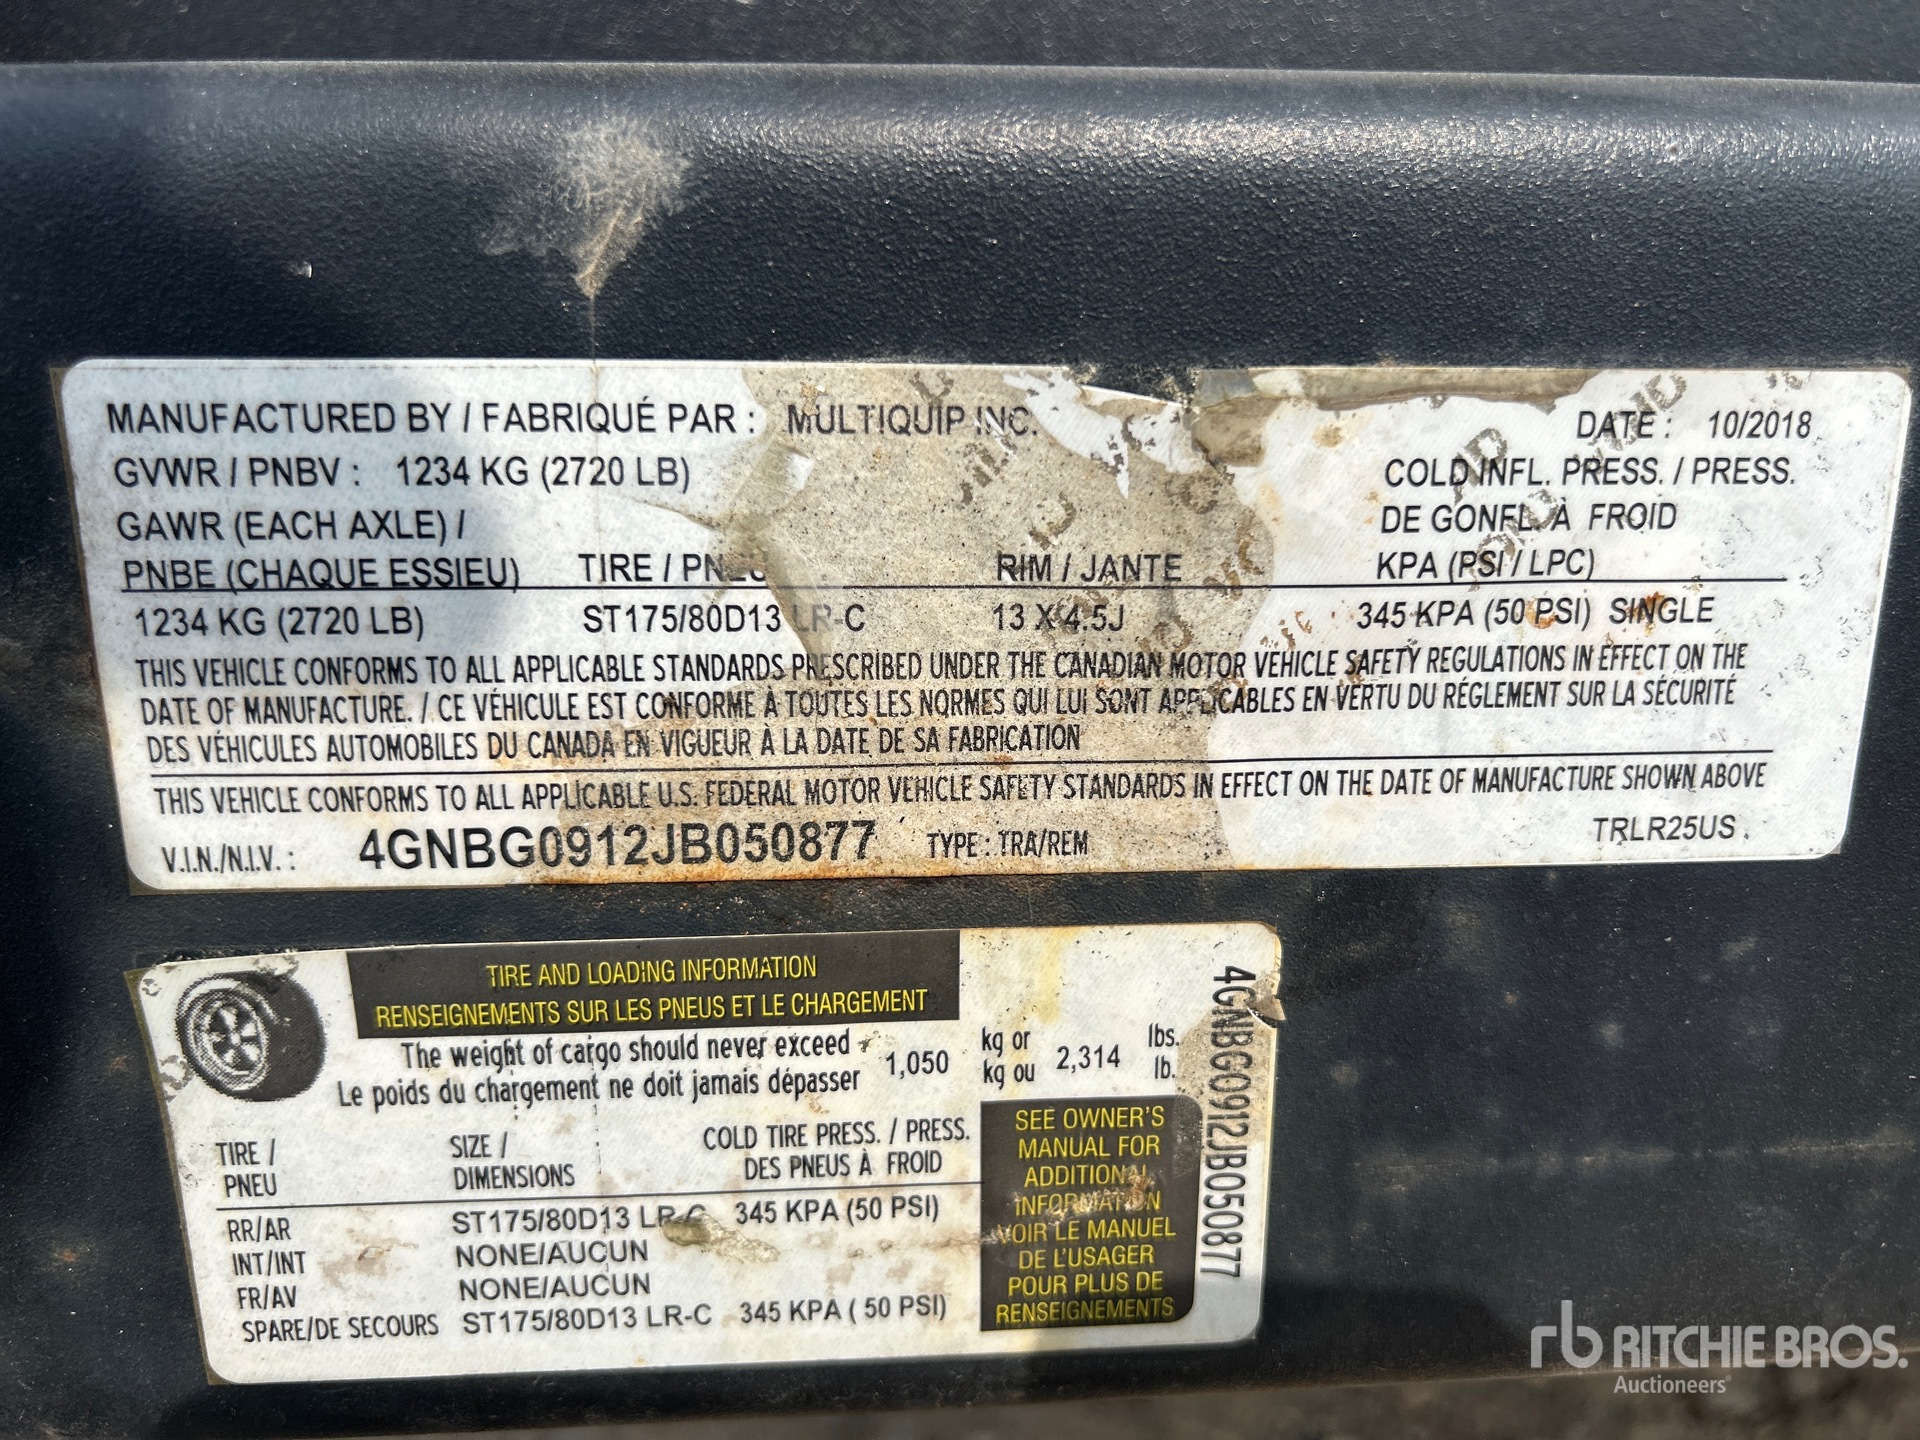 MANUFACTURED BY / FABRIQUÉ PAR : MULTIQUIP INC. DATE : 10/2018
GVWR / PNBV : 1234 KG (2720 LB) COLD INFL. PRESS. / PRESS.
GAWR (EACH AXLE) / DE GONFL. À FROID
PNBE (CHAQUE ESSIEU) TIRE / PNEU RIM / JANTE KPA (PSI / LPC)
1234 KG (2720 LB) ST175/80D13 LR-C 13 X 4.5J 345 KPA (50 PSI) SINGLE
THIS VEHICLE CONFORMS TO ALL APPLICABLE STANDARDS PRESCRIBED UNDER THE CANADIAN MOTOR VEHICLE SAFETY REGULATIONS IN EFFECT ON THE
DATE OF MANUFACTURE. / CE VÉHICULE EST CONFORME À TOUTES LES NORMES QUI LUI SONT APPLICABLES EN VERTU DU RÉGLEMENT SUR LA SÉCURITÉ
DES VÉHICULES AUTOMOBILES DU CANADA EN VIGUEUR À LA DATE DE SA FABRICATION
THIS VEHICLE CONFORMS TO ALL APPLICABLE U.S. FEDERAL MOTOR VEHICLE SAFETY STANDARDS IN EFFECT ON THE DATE OF MANUFACTURE SHOWN ABOVE
V.I.N./N.I.V. : 4GNBG0912JB050877 TYPE : TRA/REM TRLR25US
TIRE AND LOADING INFORMATION
RENSEIGNEMENTS SUR LES PNEUS ET LE CHARGEMENT
The weight of cargo should never exceed 1,050 kg or 2,314 lbs.
Le poids du chargement ne doit jamais dépasser kg ou lb.
TIRE / SIZE / COLD TIRE PRESS. / PRESS.
PNEU DIMENSIONS DES PNEUS À FROID
RR/AR ST175/80D13 LR-C 345 KPA (50 PSI)
INT/INT NONE/AUCUN
FR/AV NONE/AUCUN
SPARE/DE SECOURS ST175/80D13 LR-C 345 KPA ( 50 PSI)
SEE OWNER'S
MANUAL FOR
ADDITIONAL
INFORMATION
VOIR LE MANUEL
DE L'USAGER
POUR PLUS DE
RENSEIGNEMENTS
4GNBG0912JB050877
rb RITCHIE BROS.
Auctioneers